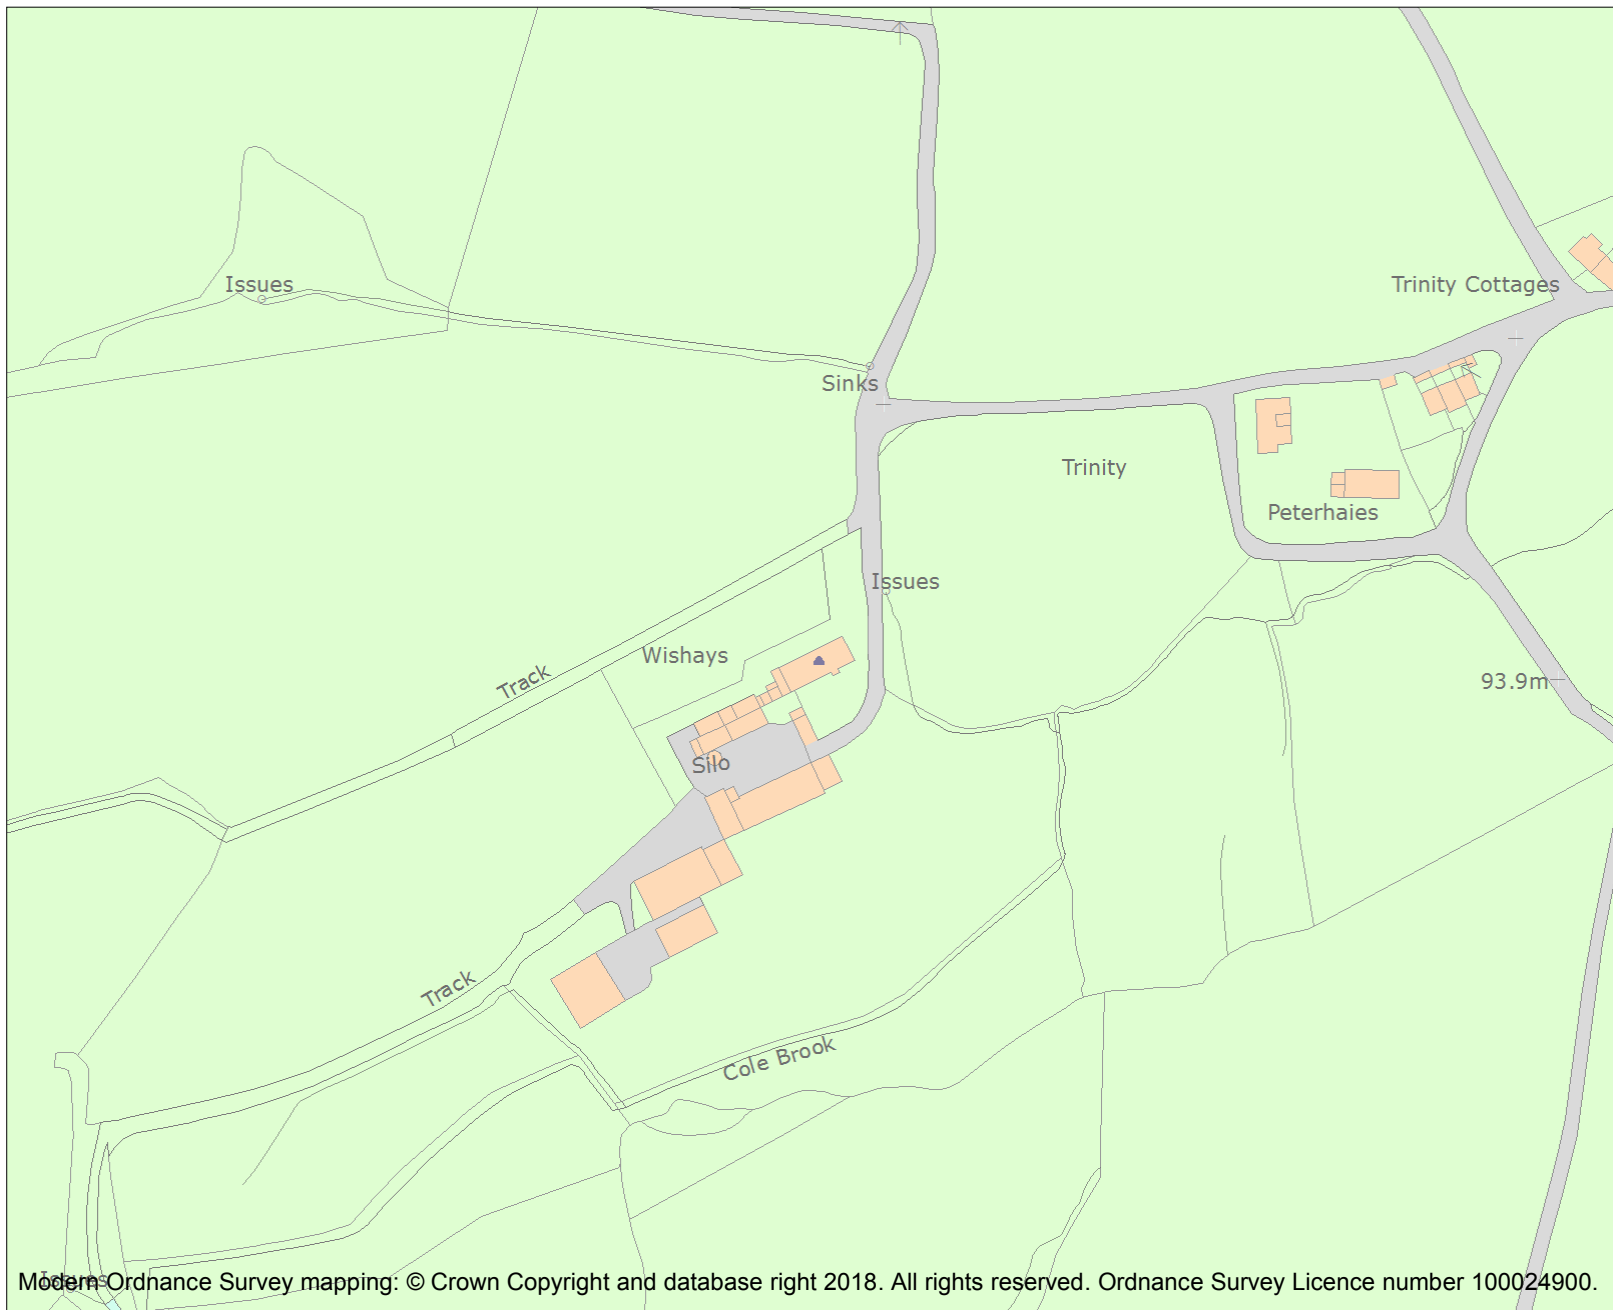 Issues
Trinity Cottages
Sinks
Trinity
Peterhaies
Issues
Wishays
Track
93.9m
Silo
Track
Cole Brook
Issues
Modern Ordnance Survey mapping: © Crown Copyright and database right 2018. All rights reserved. Ordnance Survey Licence number 100024900.